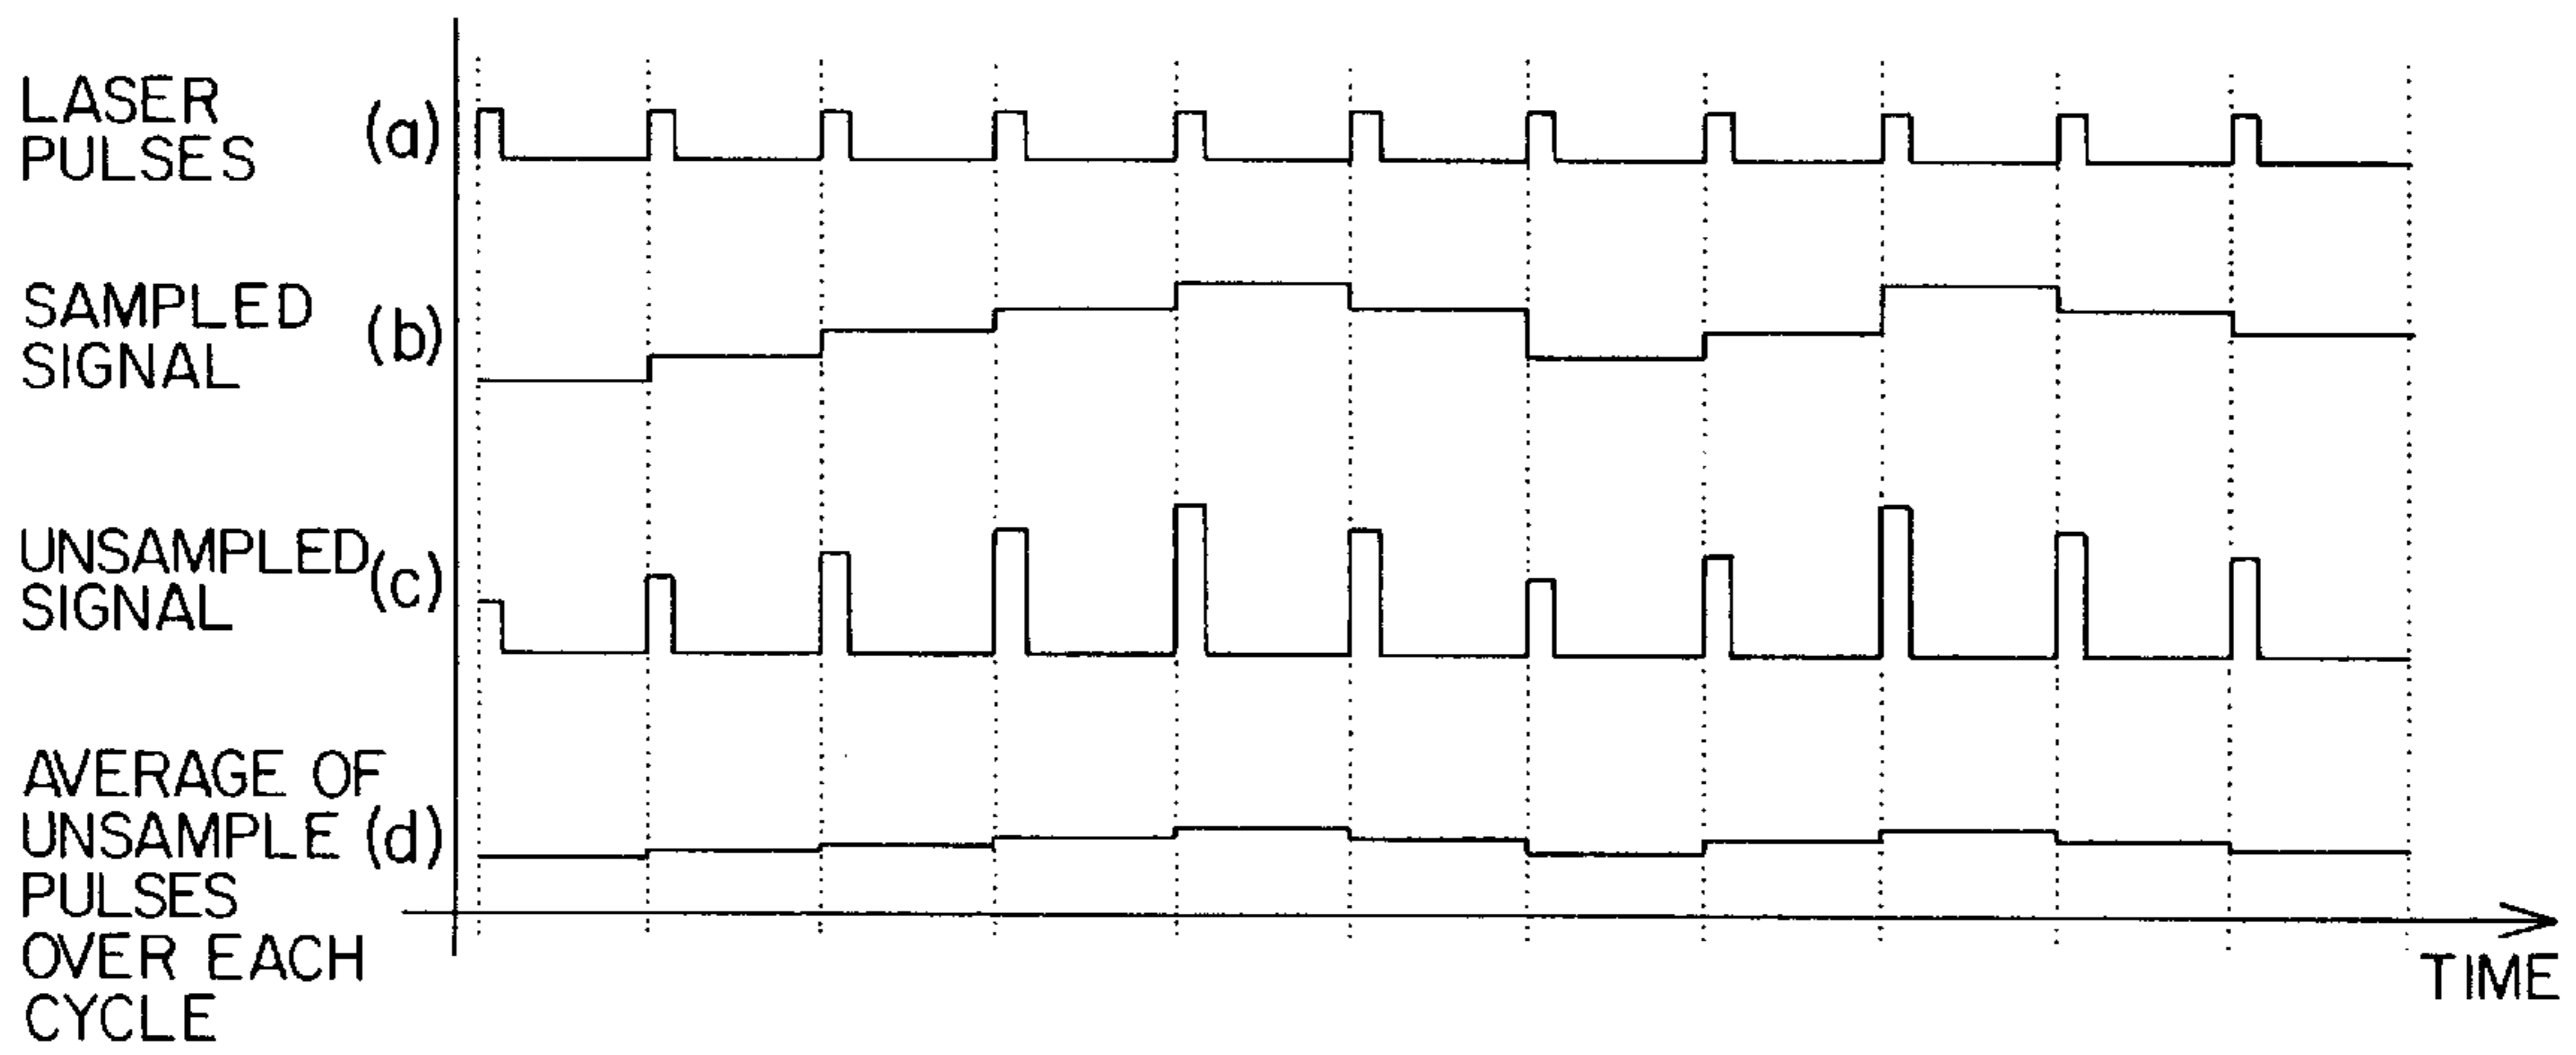 LASER
PULSES (a)
SAMPLED
SIGNAL (b)
UNSAMPLED
SIGNAL (c)
AVERAGE OF
UNSAMPLE (d)
PULSES
OVER EACH
CYCLE
TIME